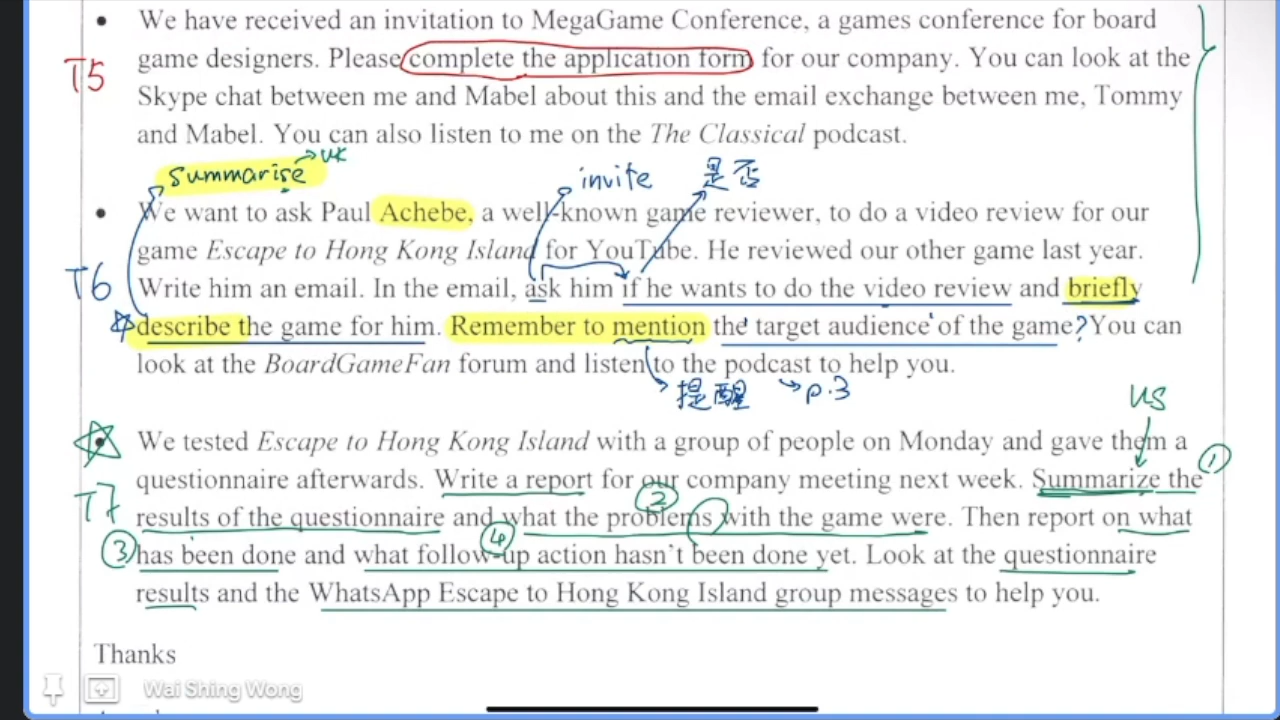 • We have received an invitation to MegaGame Conference, a games conference for board
T5 game designers. Please complete the application form for our company. You can look at the
Skype chat between me and Mabel about this and the email exchange between me, Tommy
and Mabel. You can also listen to me on the The Classical podcast.
summarise → UK
invite 是否
• We want to ask Paul Achebe, a well-known game reviewer, to do a video review for our
game Escape to Hong Kong Island for YouTube. He reviewed our other game last year.
T6 Write him an email. In the email, ask him if he wants to do the video review and briefly
describe the game for him. Remember to mention the target audience of the game? You can
look at the BoardGameFan forum and listen to the podcast to help you.
提醒 → p.3
US
• We tested Escape to Hong Kong Island with a group of people on Monday and gave them a
questionnaire afterwards. Write a report for our company meeting next week. Summarize the ①
T7 results of the questionnaire and ② what the problems with the game were. Then report on what
③ has been done and ④ what follow-up action hasn't been done yet. Look at the questionnaire
results and the WhatsApp Escape to Hong Kong Island group messages to help you.
Thanks
Wai Shing Wong